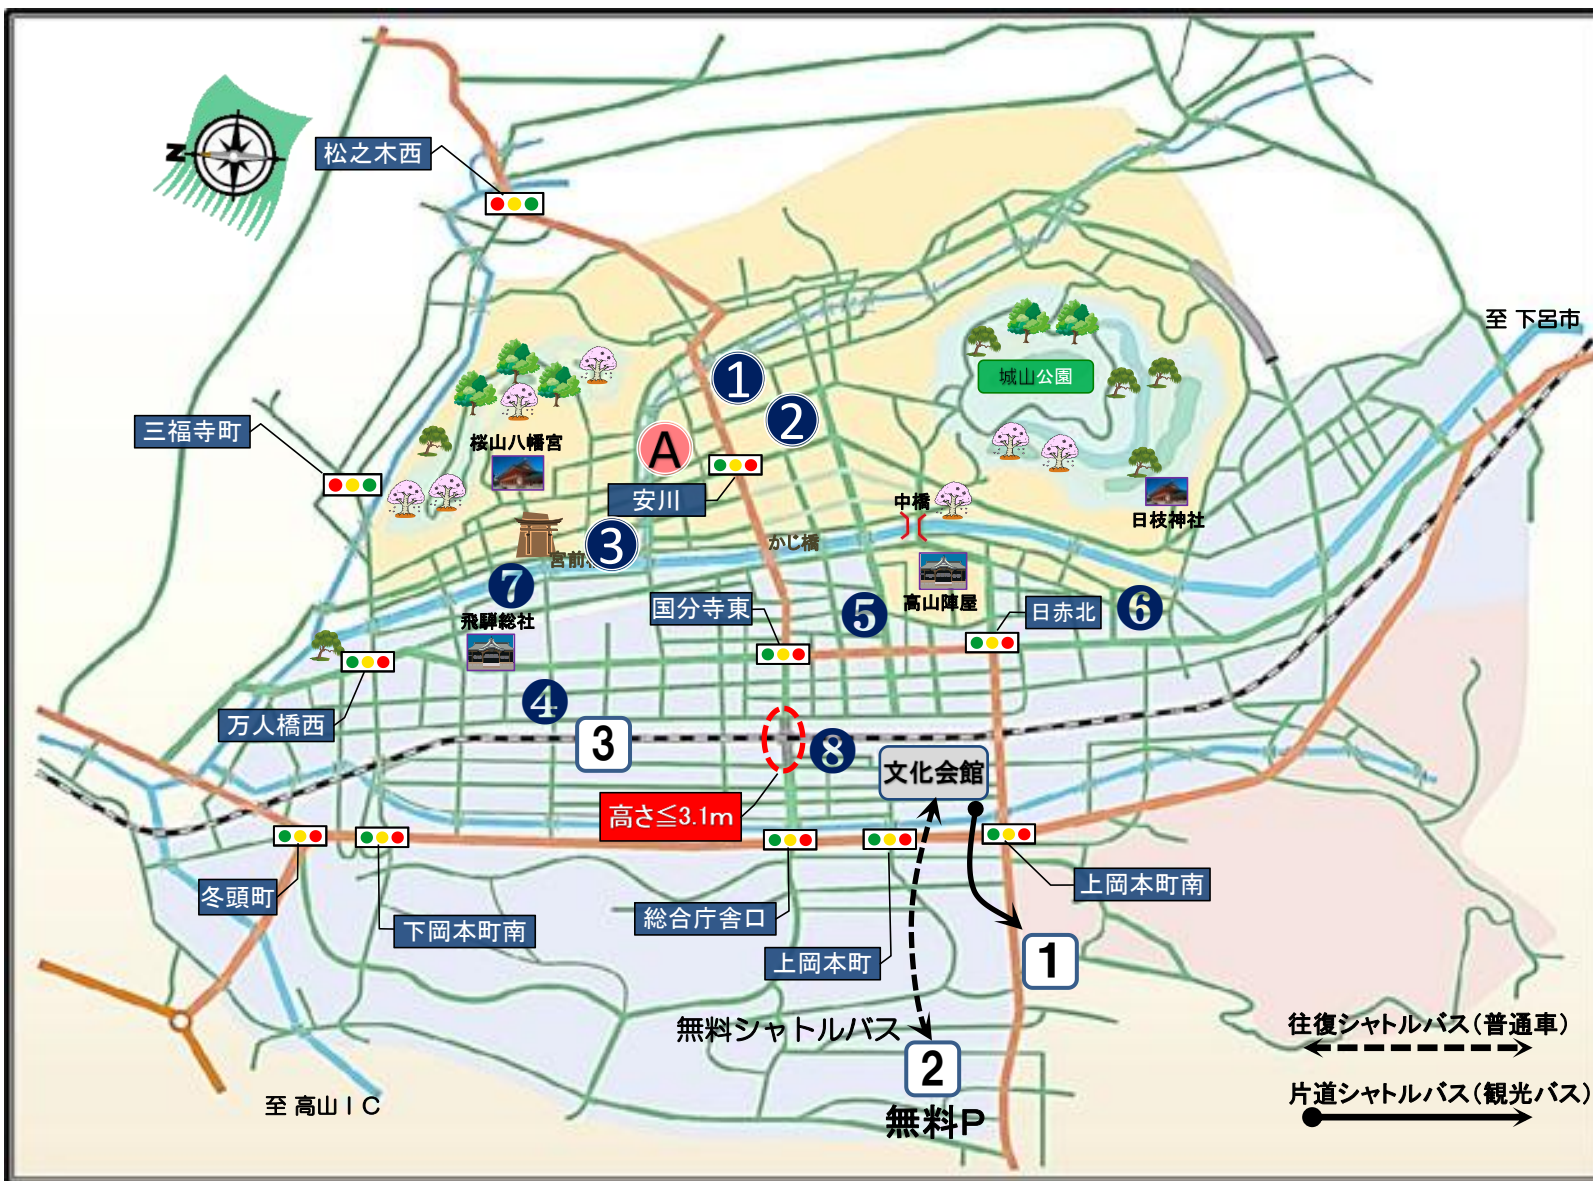 N
松之木西
至 下呂市
1
城山公園
2
三福寺町
桜山八幡宮
A
安川
中橋
日枝神社
3
かじ橋
宮前
7
高山陣屋
国分寺東
5
日赤北
6
飛騨総社
4
万人橋西
3
8
文化会館
高さ≦3.1m
冬頭町
下岡本町南
総合庁舎口
上岡本町
上岡本町南
1
無料シャトルバス
2
無料P
往復シャトルバス(普通車)
片道シャトルバス(観光バス)
至 高山IC